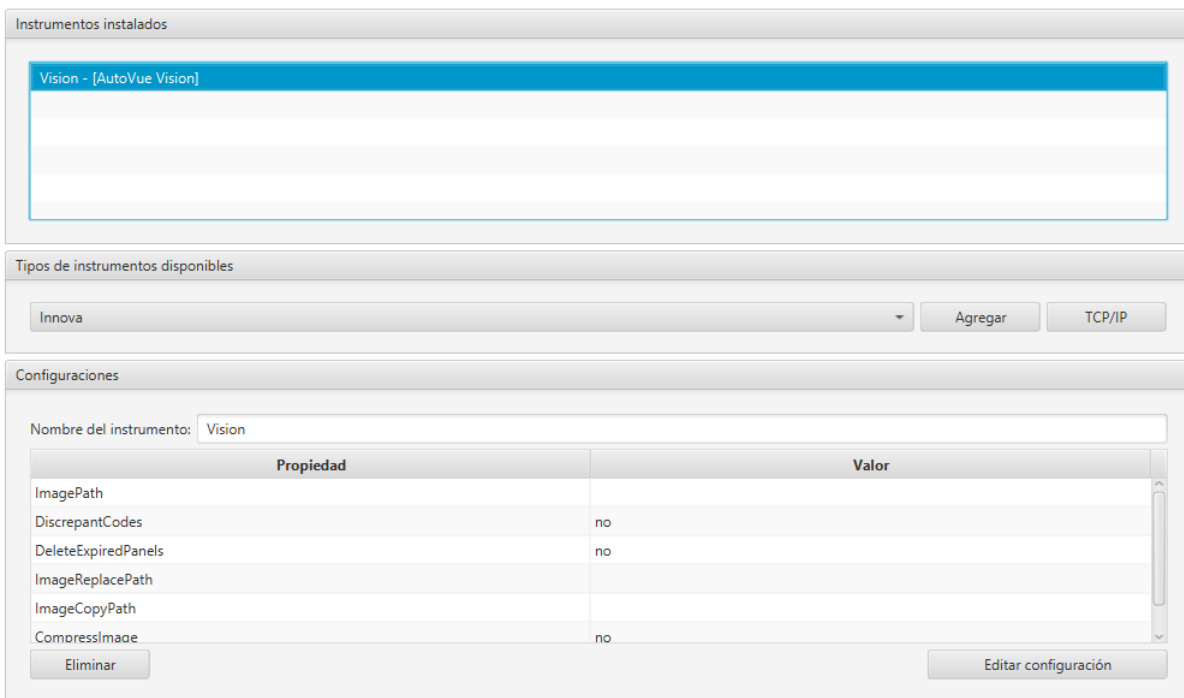 Instrumentos instalados
Vision - [AutoVue Vision]
Tipos de instrumentos disponibles
Innova Agregar TCP/IP
Configuraciones
Nombre del instrumento: Vision
Propiedad Valor
ImagePath
DiscrepantCodes no
DeleteExpiredPanels no
ImageReplacePath
ImageCopyPath
CompressImage no
Eliminar Editar configuración